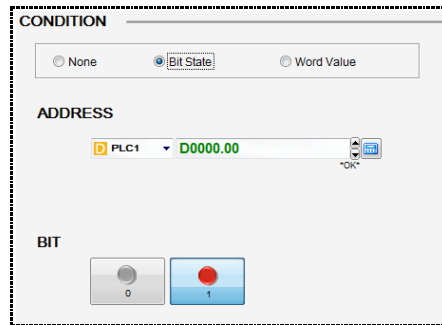 CONDITION
None Bit State Word Value
ADDRESS
D PLC1 D0000.00
*OK*
BIT
0 1